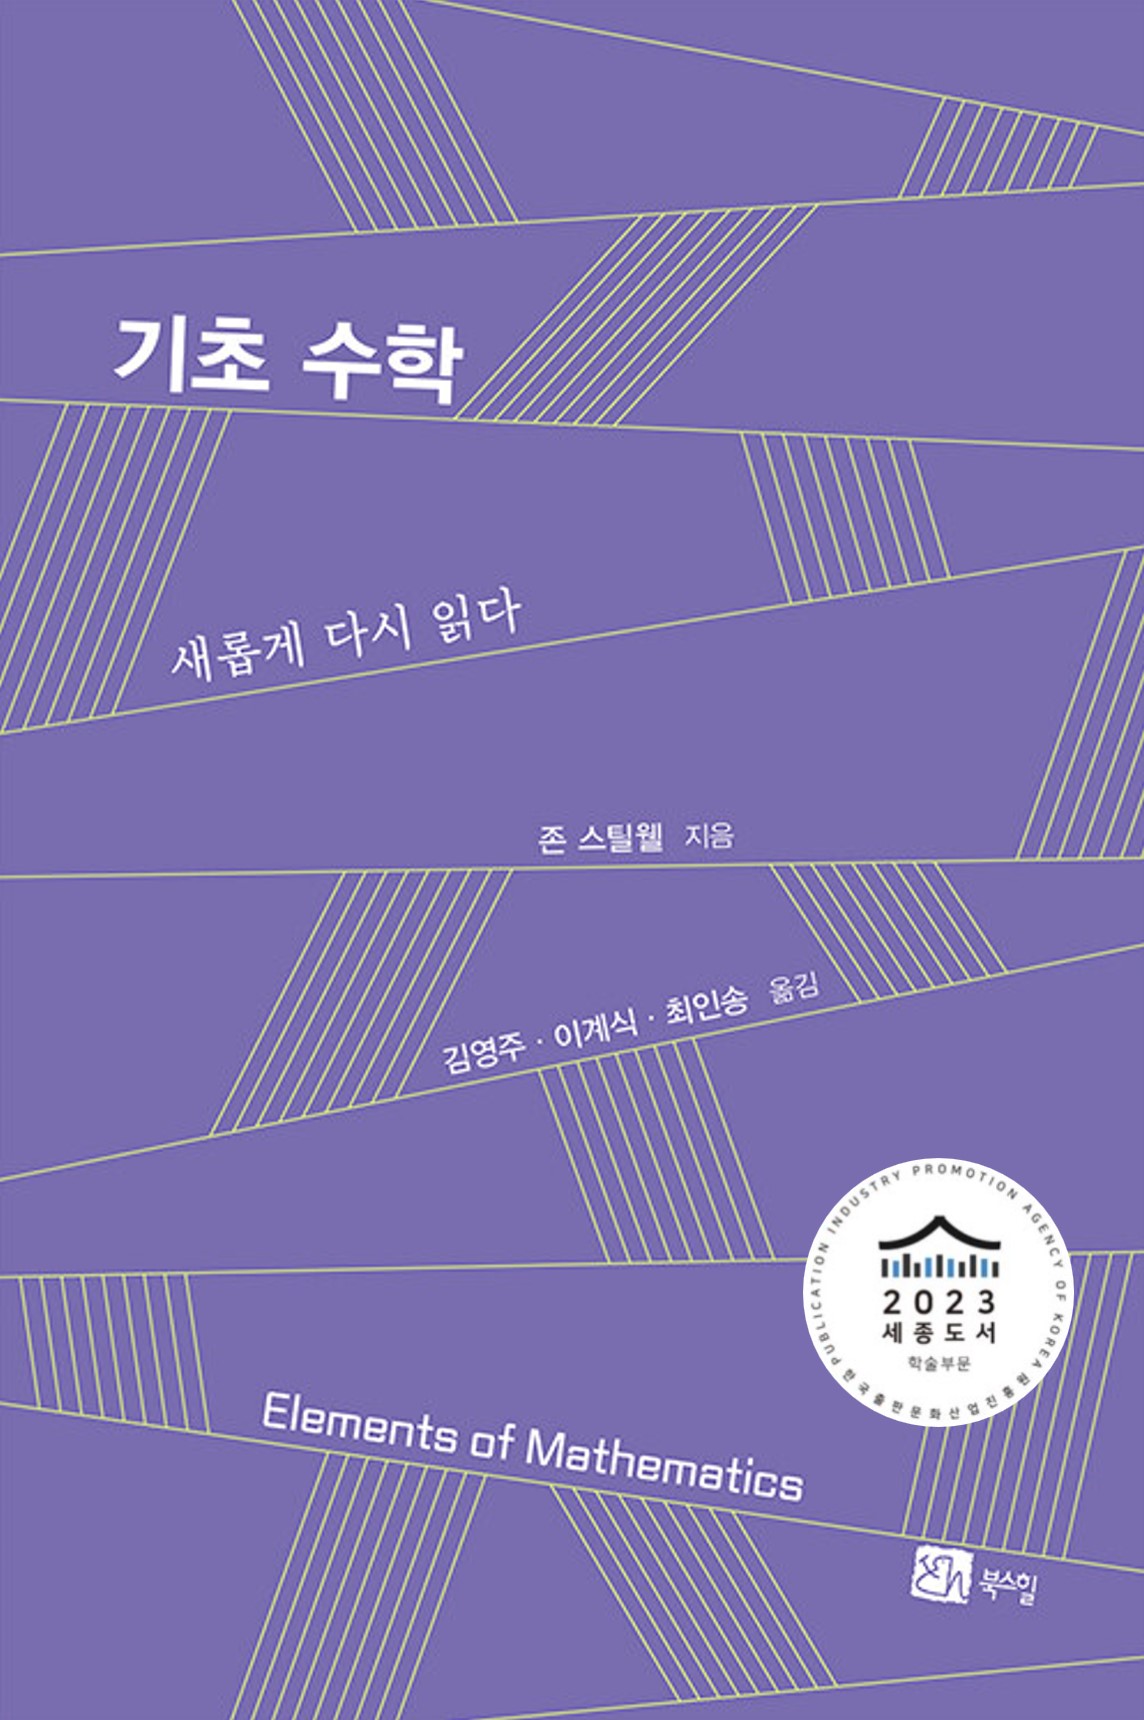 기초 수학
새롭게 다시 읽다
존 스틸웰 지음
김영주 · 이계식 · 최인송 옮김
PUBLICATION INDUSTRY PROMOTION AGENCY OF KOREA
2023
세종도서
학술부문
한국출판문화산업진흥원
Elements of Mathematics
북스힐